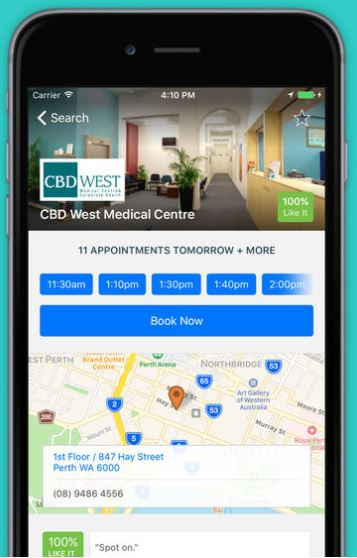 Carrier
4:10 PM
Search
CBD WEST
Medical Centre &
Corporate Health
100%
Like It
CBD West Medical Centre
11 APPOINTMENTS TOMORROW + MORE
11:30am
1:10pm
1:30pm
1:40pm
2:00pm
Book Now
Brand Outlet
Centre
Perth Arena
NORTHBRIDGE
53
EST PERTH
65
Art Gallery of
Western
Australia
Hay St
Murray St
2
Moore St
53
200
Mount St
5
Royal Per
ospital
PERTH
1st Floor / 847 Hay Street
Perth WA 6000
(08) 9486 4556
100%
LIKE IT
"Spot on."